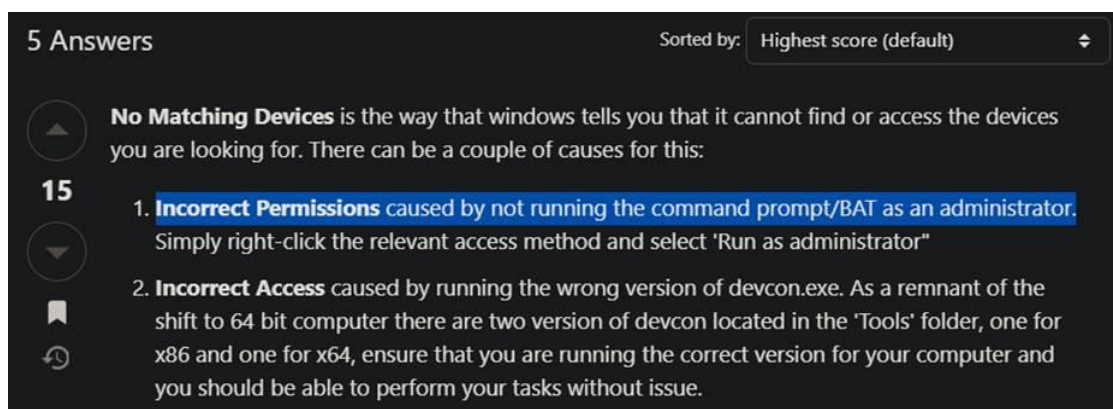 5 Answers
Sorted by: Highest score (default)
No Matching Devices is the way that windows tells you that it cannot find or access the devices
you are looking for. There can be a couple of causes for this:
15
1. Incorrect Permissions caused by not running the command prompt/BAT as an administrator.
Simply right-click the relevant access method and select 'Run as administrator"
2. Incorrect Access caused by running the wrong version of devcon.exe. As a remnant of the
shift to 64 bit computer there are two version of devcon located in the 'Tools' folder, one for
x86 and one for x64, ensure that you are running the correct version for your computer and
you should be able to perform your tasks without issue.